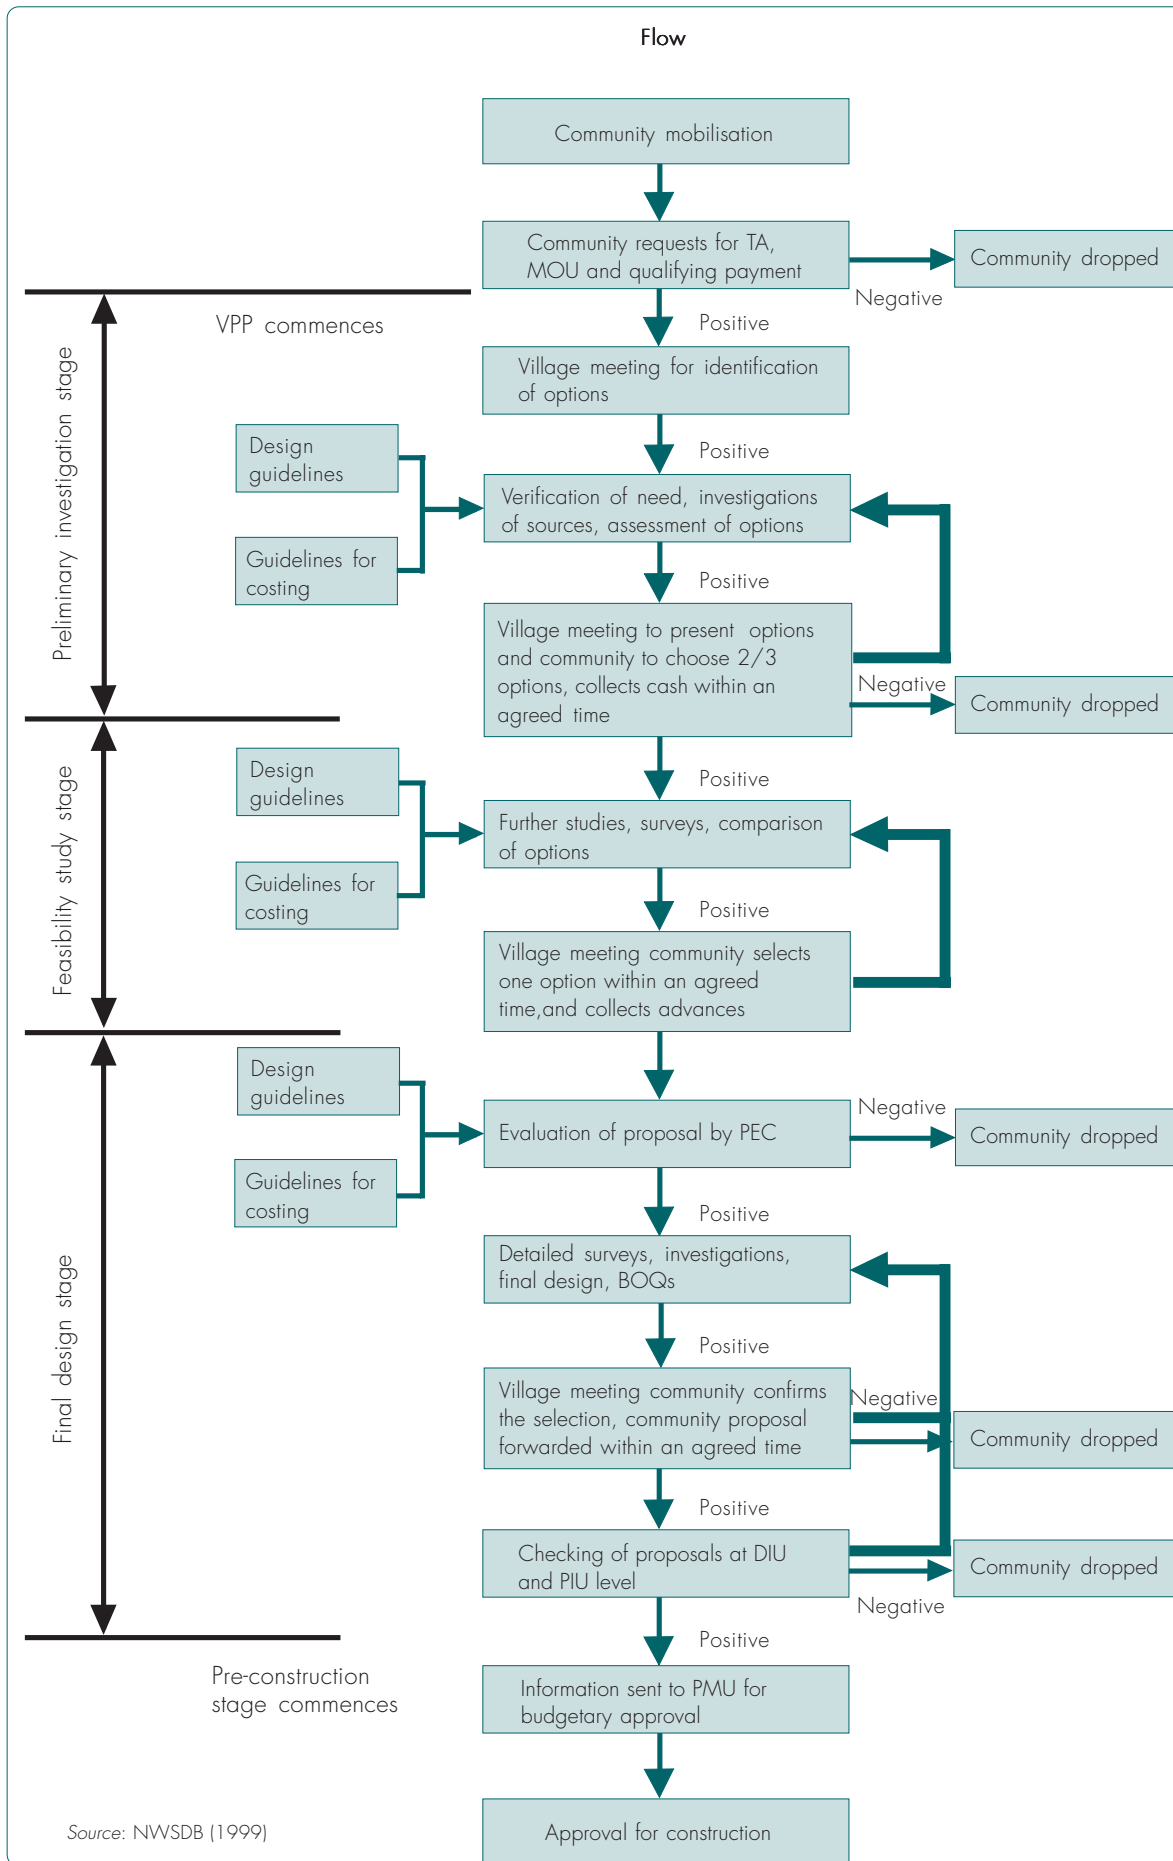 Flow
Community mobilisation
Community requests for TA,
MOU and qualifying payment
Community dropped
Negative
VPP commences
Positive
Preliminary investigation stage
Village meeting for identification
of options
Positive
Design
guidelines
Verification of need, investigations
of sources, assessment of options
Guidelines for
costing
Positive
Village meeting to present options
and community to choose 2/3
options, collects cash within an
agreed time
Negative
Community dropped
Positive
Feasibility study stage
Design
guidelines
Further studies, surveys, comparison
of options
Guidelines for
costing
Positive
Village meeting community selects
one option within an agreed
time,and collects advances
Final design stage
Design
guidelines
Evaluation of proposal by PEC
Negative
Community dropped
Guidelines for
costing
Positive
Detailed surveys, investigations,
final design, BOQs
Positive
Village meeting community confirms
the selection, community proposal
forwarded within an agreed time
Negative
Community dropped
Positive
Checking of proposals at DIU
and PIU level
Community dropped
Negative
Positive
Pre-construction
stage commences
Information sent to PMU for
budgetary approval
Approval for construction
Source: NWSDB (1999)